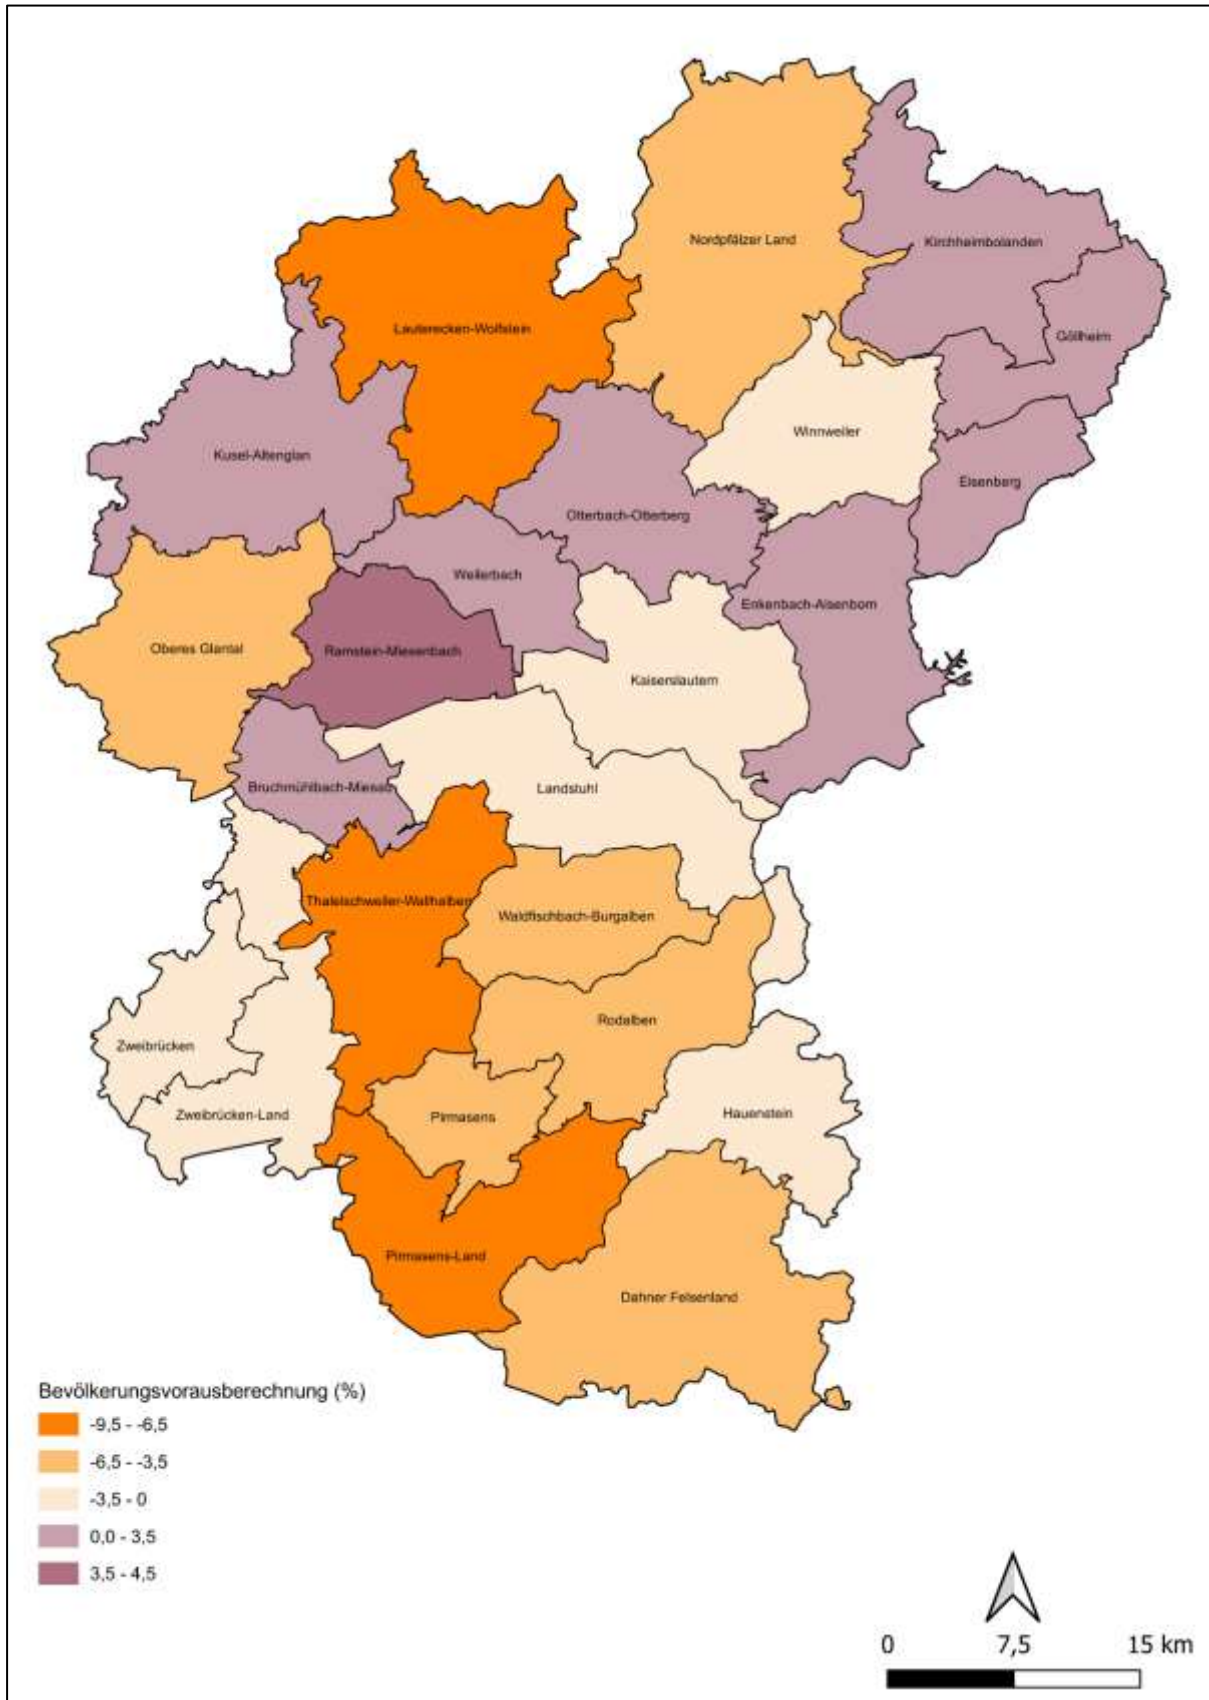 Nordpfälzer Land
Kirchheimbolanden
Lauterecken-Wolfstein
Göllheim
Winnweiler
Kusel-Altenglan
Eisenberg
Otterbach-Otterberg
Weilerbach
Enkenbach-Alsenborn
Oberes Glantal
Ramstein-Miesenbach
Kaiserslautern
Bruchmühlbach-Miesau
Landstuhl
Thaleischweiler-Wallhalben
Waldfischbach-Burgalben
Rodalben
Zweibrücken
Zweibrücken-Land
Pirmasens
Hauenstein
Pirmasens-Land
Dahner Felsenland
Bevölkerungsvorausberechnung (%)
-9,5 - -6,5
-6,5 - -3,5
-3,5 - 0
0,0 - 3,5
3,5 - 4,5
0 7,5 15 km